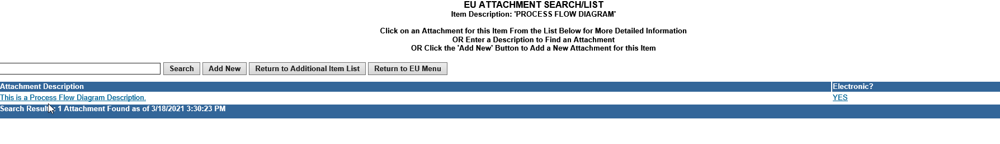 EU ATTACHMENT SEARCH/LIST
Item Description: 'PROCESS FLOW DIAGRAM'
Click on an Attachment for this Item From the List Below for More Detailed Information
OR Enter a Description to Find an Attachment
OR Click the 'Add New' Button to Add a New Attachment for this Item
Search Add New Return to Additional Item List Return to EU Menu
Attachment Description Electronic?
This is a Process Flow Diagram Description. YES
Search Results: 1 Attachment Found as of 3/18/2021 3:30:23 PM